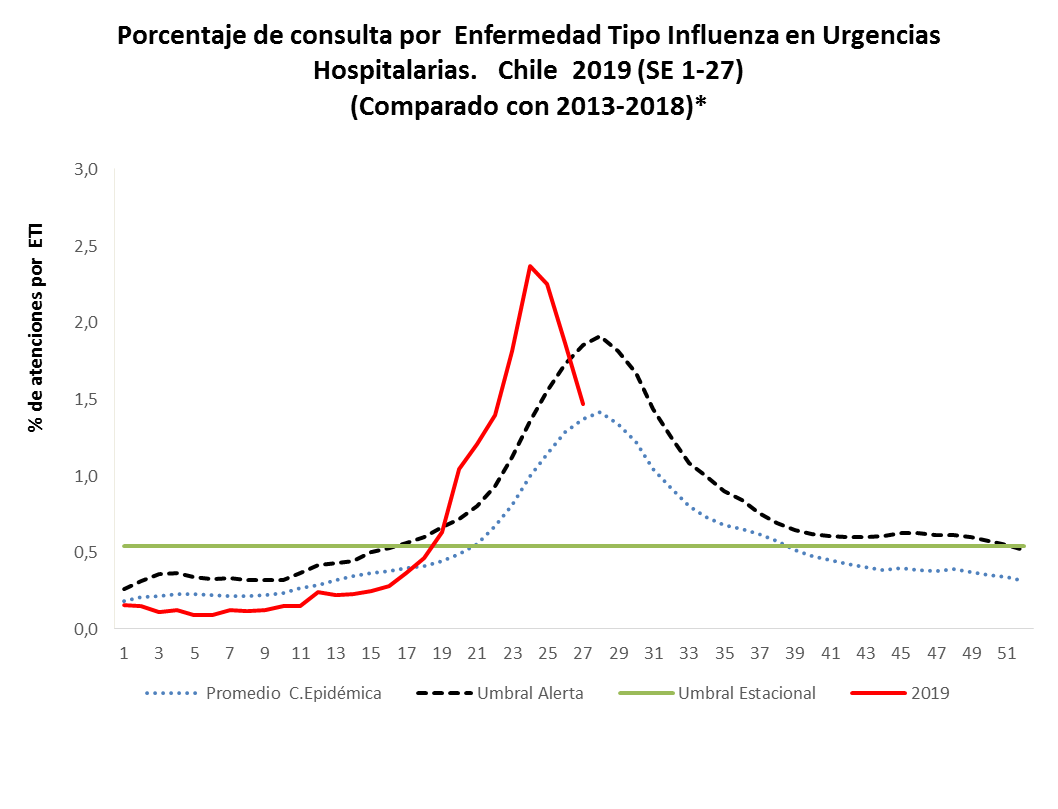 Porcentaje de consulta por Enfermedad Tipo Influenza en Urgencias
Hospitalarias. Chile 2019 (SE 1-27)
(Comparado con 2013-2018)*
% de atenciones por ETI
3,0
2,5
2,0
1,5
1,0
0,5
0,0
1 3 5 7 9 11 13 15 17 19 21 23 25 27 29 31 33 35 37 39 41 43 45 47 49 51
Promedio C.Epidémica Umbral Alerta Umbral Estacional 2019